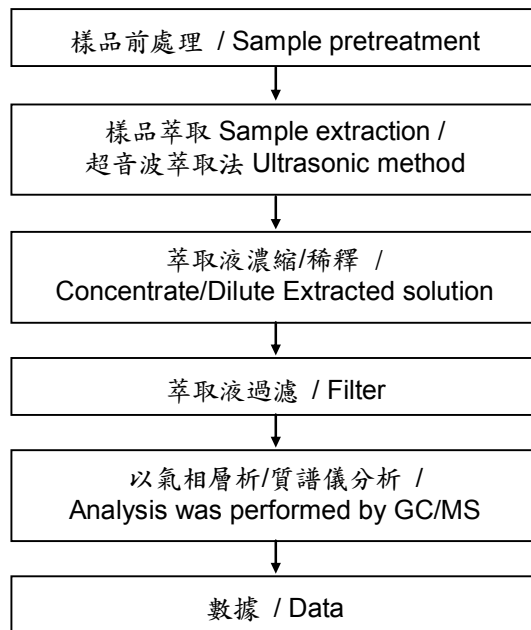 樣品前處理 / Sample pretreatment
樣品萃取 Sample extraction /
超音波萃取法 Ultrasonic method
萃取液濃縮/稀釋 /
Concentrate/Dilute Extracted solution
萃取液過濾 / Filter
以氣相層析/質譜儀分析 /
Analysis was performed by GC/MS
數據 / Data